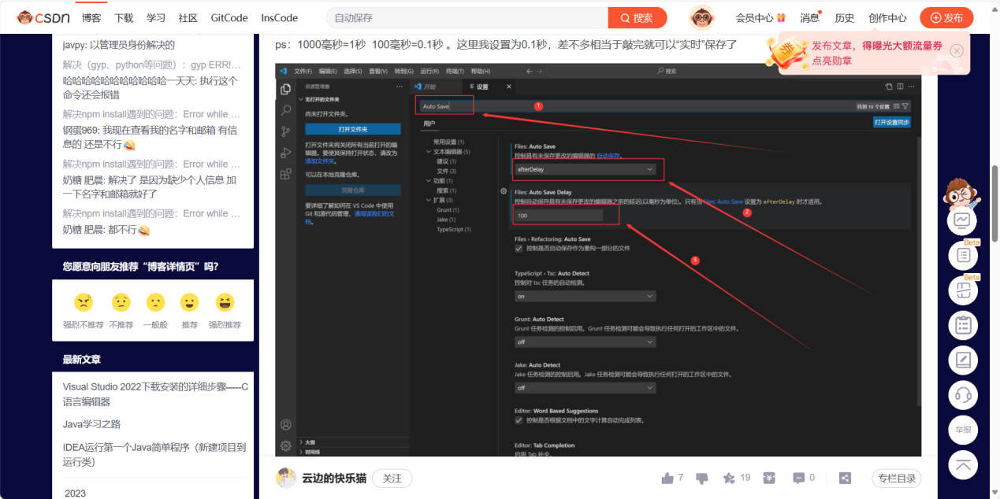 CSDN 博客 下载 学习 社区 GitCode InsCode 自动保存 搜索 会员中心 消息 历史 创作中心 发布
发布文章，得曝光大额流量券
点亮勋章
javpy: 以管理员身份解决的
解决（gyp、python等问题）：gyp ERR!...
哈哈哈哈哈哈哈哈哈哈一天天: 执行这个
命令还会报错
解决npm install遇到的问题：Error while ...
钢蛋969: 我现在查看我的名字和邮箱 有信
息的 还是不行
解决npm install遇到的问题：Error while ...
奶嗝 肥晨: 解决了 是因为缺少个人信息 加
一下名字和邮箱就好了
解决npm install遇到的问题：Error while ...
奶嗝 肥晨: 都不行
您愿意向朋友推荐“博客详情页”吗？
强烈不推荐 不推荐 一般般 推荐 强烈推荐
最新文章
Visual Studio 2022下载安装的详细步骤-----C
语言编辑器
Java学习之路
IDEA运行第一个Java简单程序（新建项目到
运行类）
2023
ps：1000毫秒=1秒 100毫秒=0.1秒 。这里我设置为0.1秒，差不多相当于敲完就可以“实时”保存了
文件(F) 编辑(E) 选择(S) 查看(V) 转到(G) 运行(R) 终端(T) 帮助(H) 搜索
资源管理器 ... 开始 设置
无打开的文件夹
尚未打开文件夹。
打开文件夹
打开文件夹将关闭所有当前打开的编
辑器。要使其保持打开状态，请改为
添加文件夹。
可以在本地克隆仓库。
克隆仓库
要详细了解如何在 VS Code 中使用
Git 和源代码管理，请阅读我们的文
档。
大纲
时间线
Auto Save
1
找到 10 个设置
用户
打开设置同步
常用设置 (1)
文本编辑器 (5)
建议 (1)
文件 (3)
功能 (1)
搜索 (1)
扩展 (3)
Grunt (1)
Jake (1)
TypeScript (1)
Files: Auto Save
控制具有未保存更改的编辑器的 自动保存。
afterDelay
Files: Auto Save Delay
控制自动保存具有未保存更改的编辑器之前的延迟(以毫秒为单位)。只有当 Files: Auto Save 设置为 afterDelay 时才适用。
2
100
Files › Refactoring: Auto Save
控制是否自动保存作为重构一部分的文件
3
TypeScript › Tsc: Auto Detect
控制对 tsc 任务的自动检测。
on
Grunt: Auto Detect
Grunt 任务检测的控制启用。Grunt 任务检测可能会导致执行任何打开的工作区中的文件。
off
Jake: Auto Detect
Jake 任务检测的控制启用。Jake 任务检测可能会导致执行任何打开的工作区中的文件。
off
Editor: Word Based Suggestions
控制是否根据文档中的文字计算自动完成列表。
Editor: Tab Completion
启用 Tab 补全。
云边的快乐猫 关注 7 19 0 专栏目录
Beta
Beta
举报